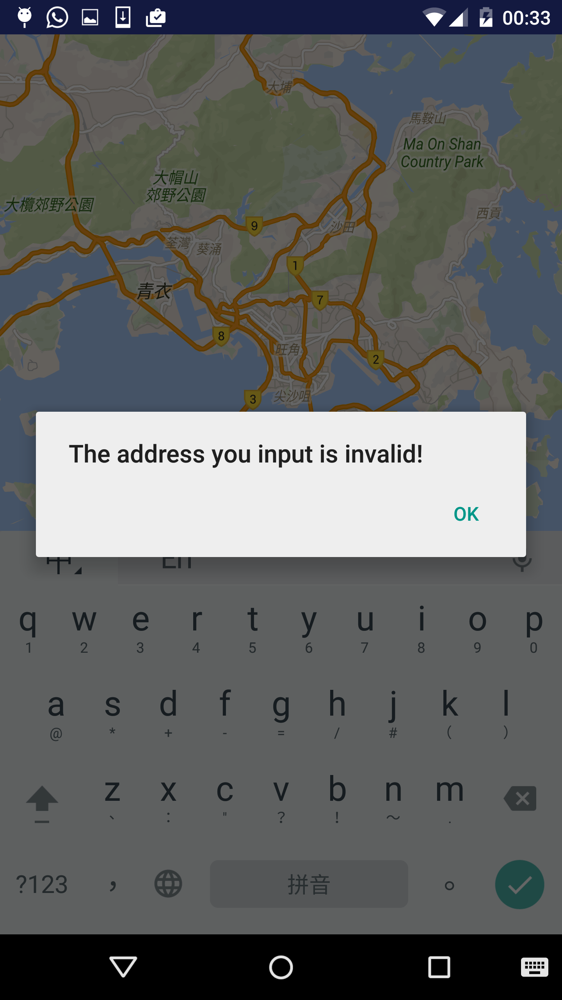 00:33
大埔
馬鞍山
Ma On Shan
Country Park
大帽山
郊野公園
大欖郊野公園
西貢
9
沙田
荃灣
葵涌
1
青衣
7
8
旺角
2
尖沙咀
3
The address you input is invalid!
OK
中
En
q w e r t y u i o p
1 2 3 4 5 6 7 8 9 0
a s d f g h j k l
@ * + - = / # ( )
z x c v b n m
、 : " ? ! ～ .
?123 ， 拼音 。